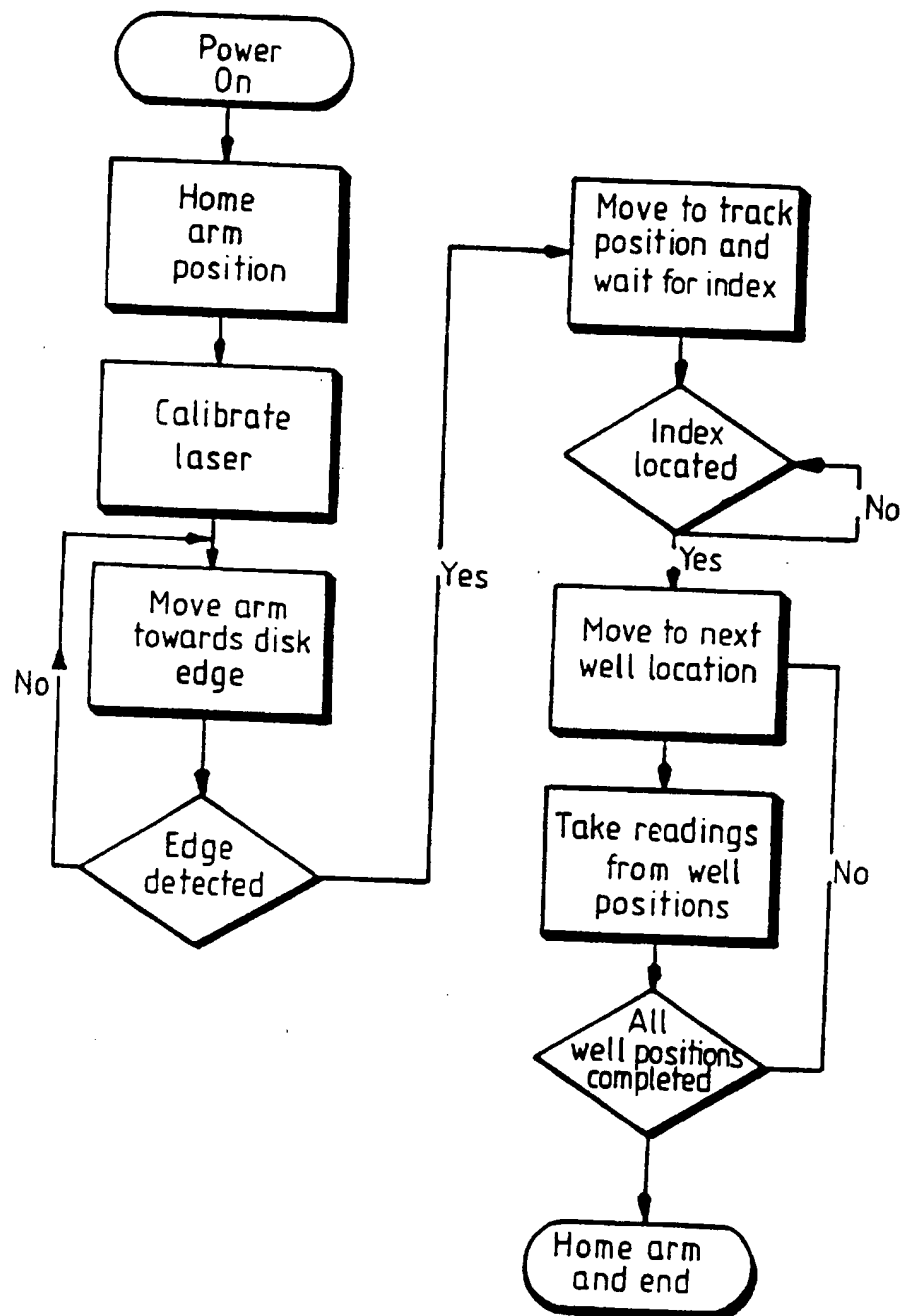 Power
On
Home
arm
position
Calibrate
laser
Move arm
towards disk
edge
No
Edge
detected
Yes
Move to track
position and
wait for index
Index
located
No
Yes
Move to next
well location
Take readings
from well
positions
No
All
well positions
completed
Home arm
and end